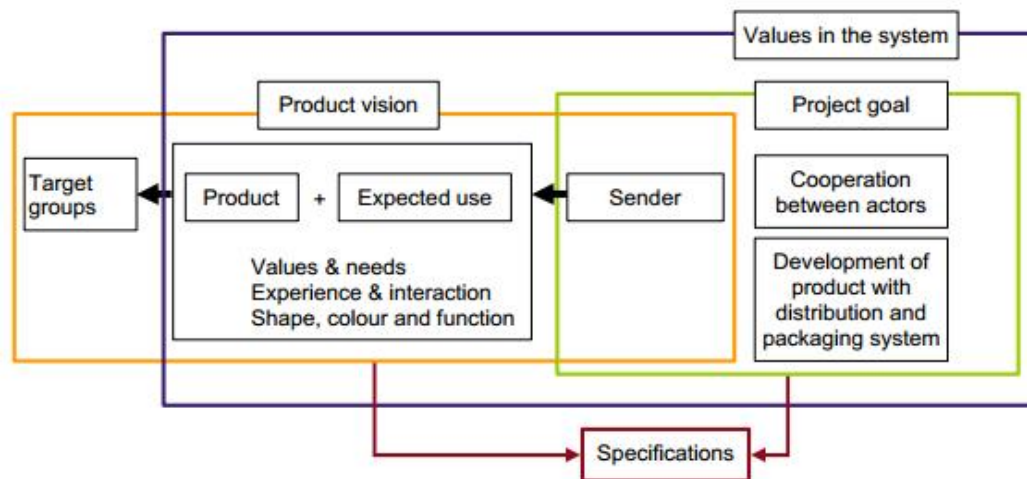 Values in the system
Product vision
Project goal
Target
groups
Product
+
Expected use
Sender
Cooperation
between actors
Values & needs
Experience & interaction
Shape, colour and function
Development of
product with
distribution and
packaging system
Specifications